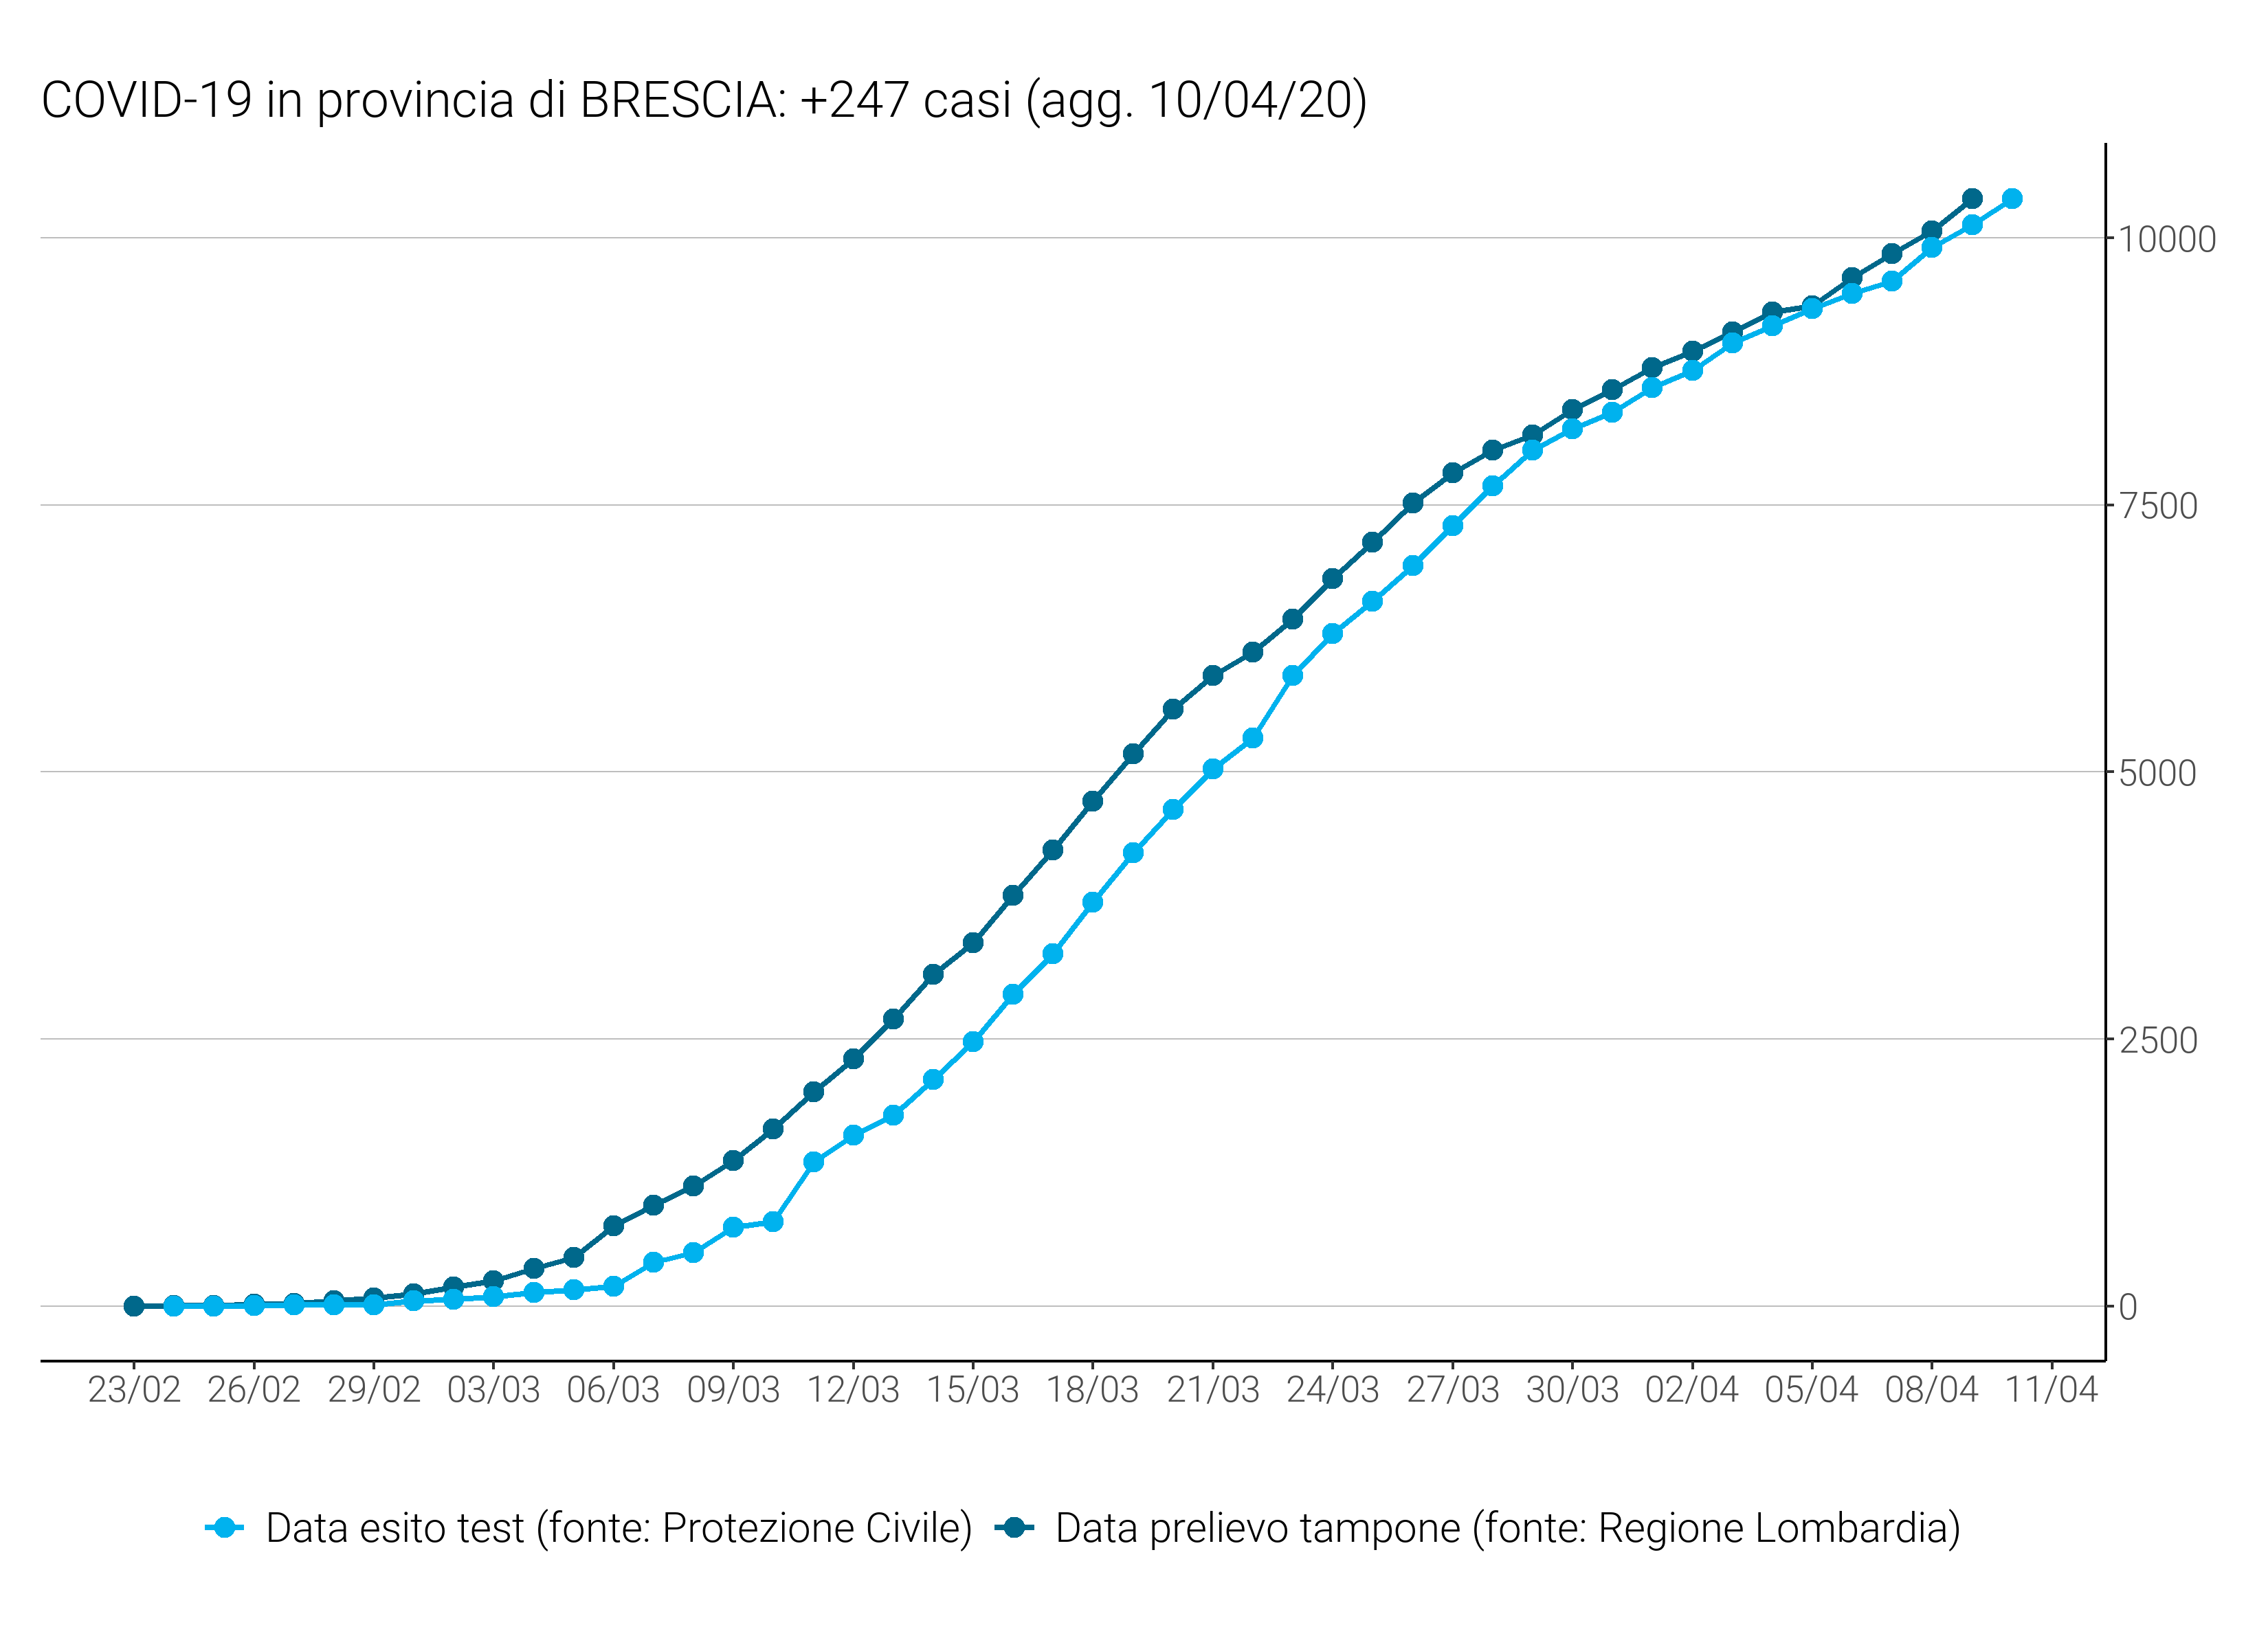 COVID-19 in provincia di BRESCIA: +247 casi (agg. 10/04/20)
10000
7500
5000
2500
0
23/02 26/02 29/02 03/03 06/03 09/03 12/03 15/03 18/03 21/03 24/03 27/03 30/03 02/04 05/04 08/04 11/04
Data esito test (fonte: Protezione Civile) Data prelievo tampone (fonte: Regione Lombardia)